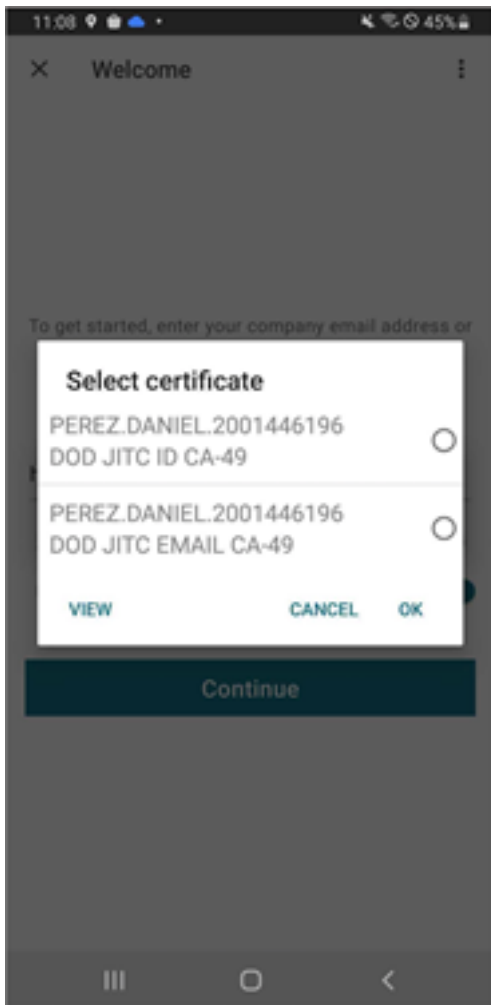 11:08
45%
Welcome
To get started, enter your company email address or
Select certificate
PEREZ.DANIEL.2001446196
DOD JITC ID CA-49
PEREZ.DANIEL.2001446196
DOD JITC EMAIL CA-49
VIEW
CANCEL
OK
Continue